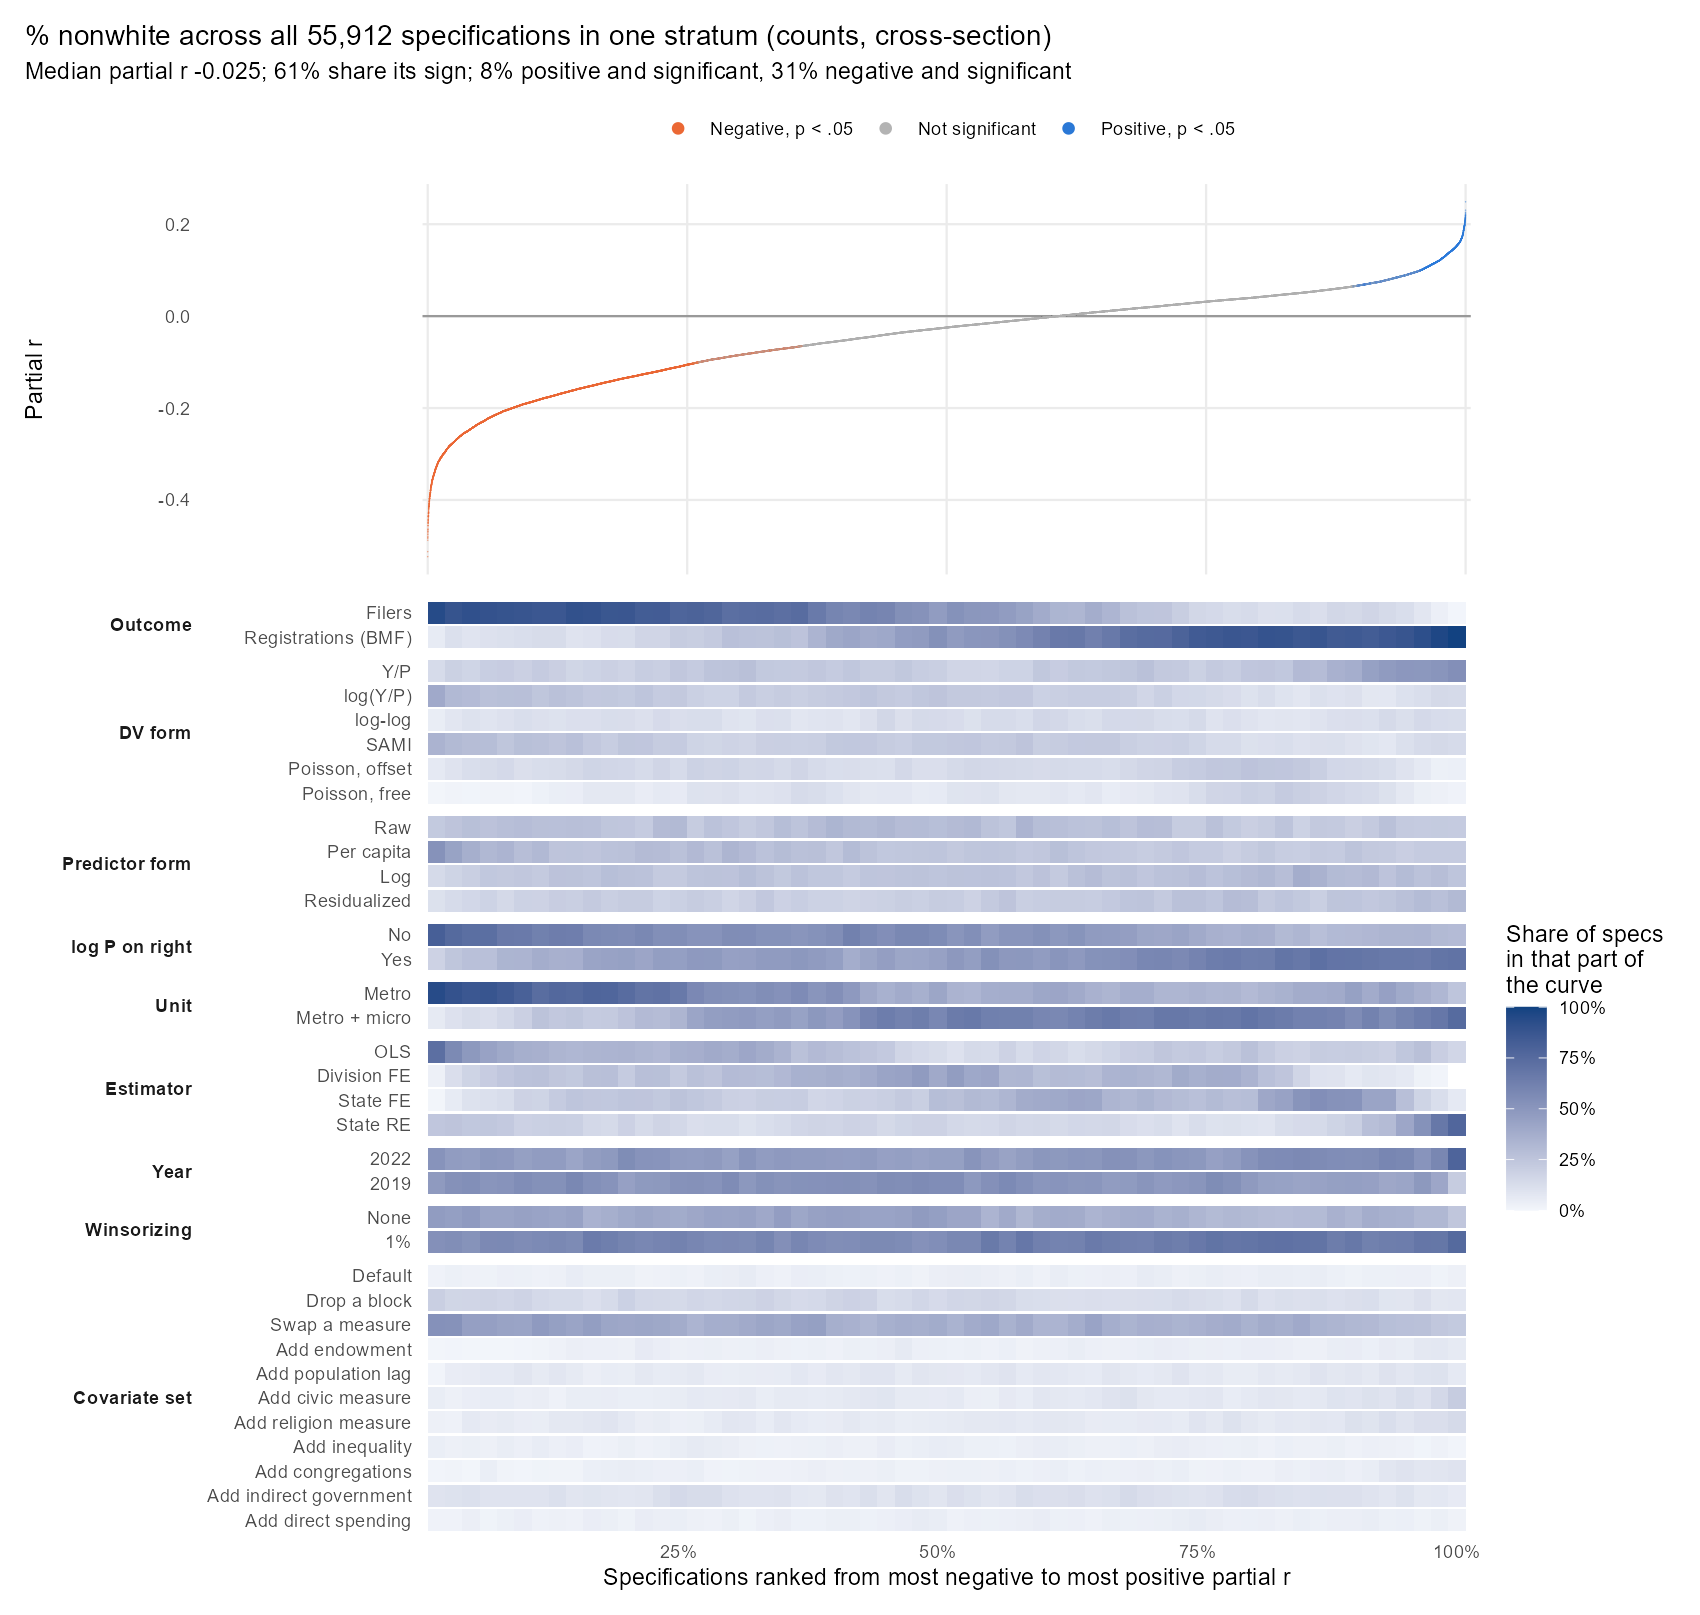 % nonwhite across all 55,912 specifications in one stratum (counts, cross-section)
Median partial r -0.025; 61% share its sign; 8% positive and significant, 31% negative and significant
Negative, p < .05
Not significant
Positive, p < .05
Partial r
0.2
0.0
-0.2
-0.4
Outcome
Filers
Registrations (BMF)
DV form
Y/P
log(Y/P)
log-log
SAMI
Poisson, offset
Poisson, free
Predictor form
Raw
Per capita
Log
Residualized
log P on right
No
Yes
Unit
Metro
Metro + micro
Estimator
OLS
Division FE
State FE
State RE
Year
2022
2019
Winsorizing
None
1%
Covariate set
Default
Drop a block
Swap a measure
Add endowment
Add population lag
Add civic measure
Add religion measure
Add inequality
Add congregations
Add indirect government
Add direct spending
25%
50%
75%
100%
Specifications ranked from most negative to most positive partial r
Share of specs
in that part of
the curve
100%
75%
50%
25%
0%